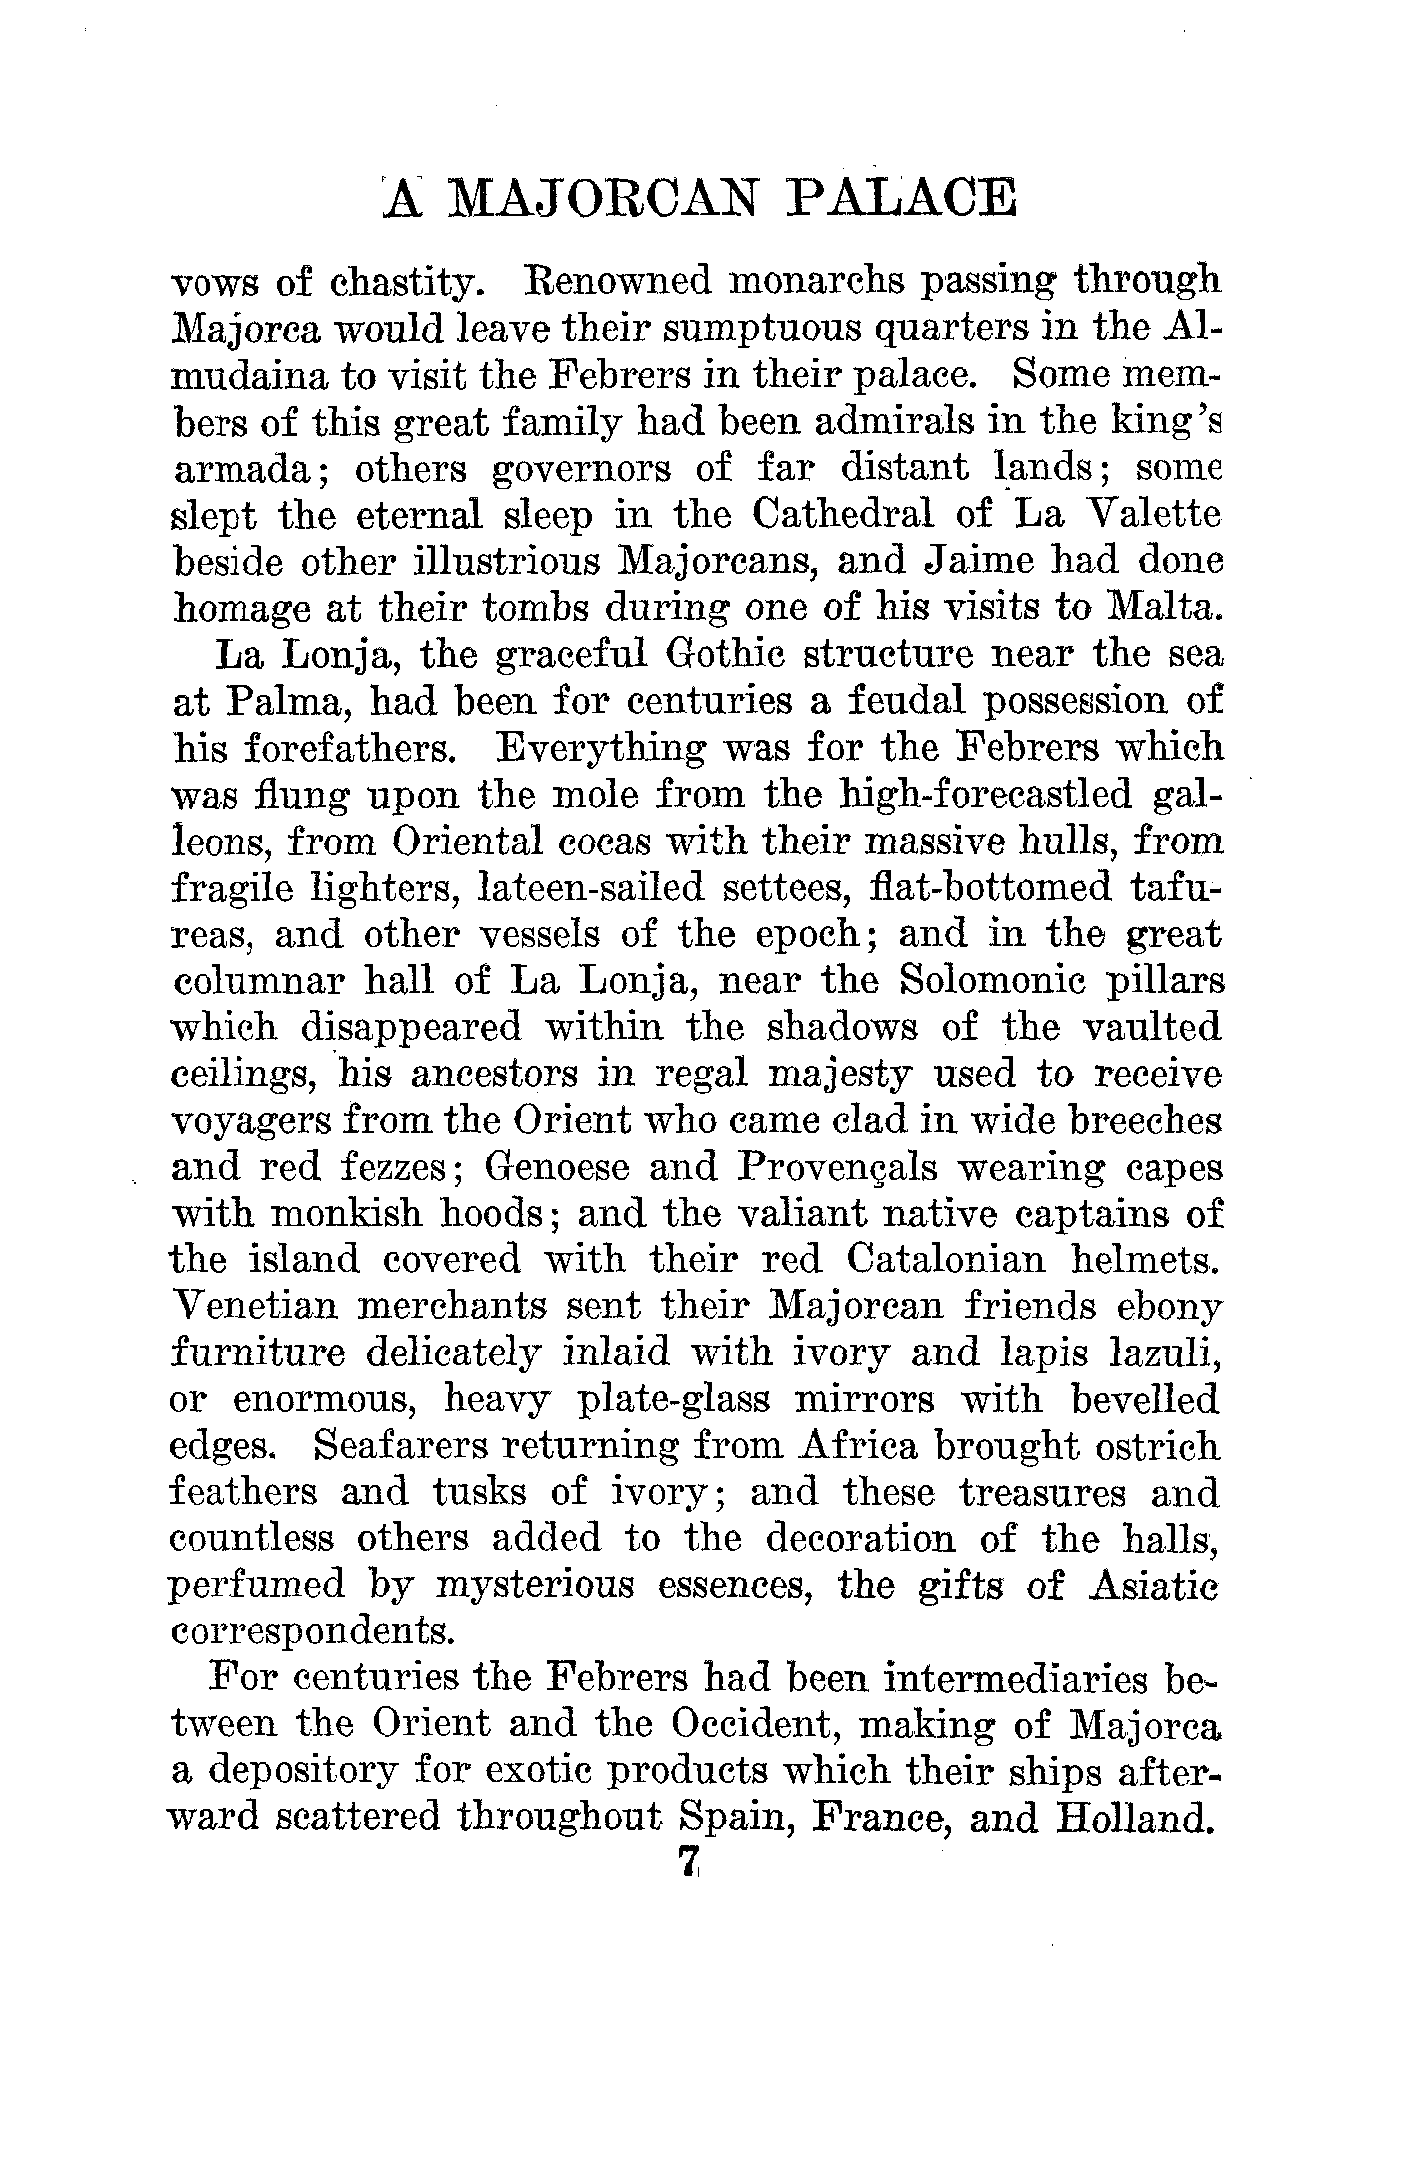 A MAJORCAN PALACE
vows of chastity. Renowned monarchs passing through
Majorca would leave their sumptuous quarters in the Al-
mudaina to visit the Febrers in their palace. Some mem-
bers of this great family had been admirals in the king's
armada; others governors of far distant lands; some
slept the eternal sleep in the Cathedral of La Valette
beside other illustrious Majorcans, and Jaime had done
homage at their tombs during one of his visits to Malta.
La Lonja, the graceful Gothic structure near the sea
at Palma, had been for centuries a feudal possession of
his forefathers. Everything was for the Febrers which
was flung upon the mole from the high-forecastled gal-
leons, from Oriental cocas with their massive hulls, from
fragile lighters, lateen-sailed settees, flat-bottomed tafu-
reas, and other vessels of the epoch; and in the great
columnar hall of La Lonja, near the Solomonic pillars
which disappeared within the shadows of the vaulted
ceilings, his ancestors in regal majesty used to receive
voyagers from the Orient who came clad in wide breeches
and red fezzes; Genoese and Provençals wearing capes
with monkish hoods; and the valiant native captains of
the island covered with their red Catalonian helmets.
Venetian merchants sent their Majorcan friends ebony
furniture delicately inlaid with ivory and lapis lazuli,
or enormous, heavy plate-glass mirrors with bevelled
edges. Seafarers returning from Africa brought ostrich
feathers and tusks of ivory; and these treasures and
countless others added to the decoration of the halls,
perfumed by mysterious essences, the gifts of Asiatic
correspondents.
For centuries the Febrers had been intermediaries be-
tween the Orient and the Occident, making of Majorca
a depository for exotic products which their ships after-
ward scattered throughout Spain, France, and Holland.
7